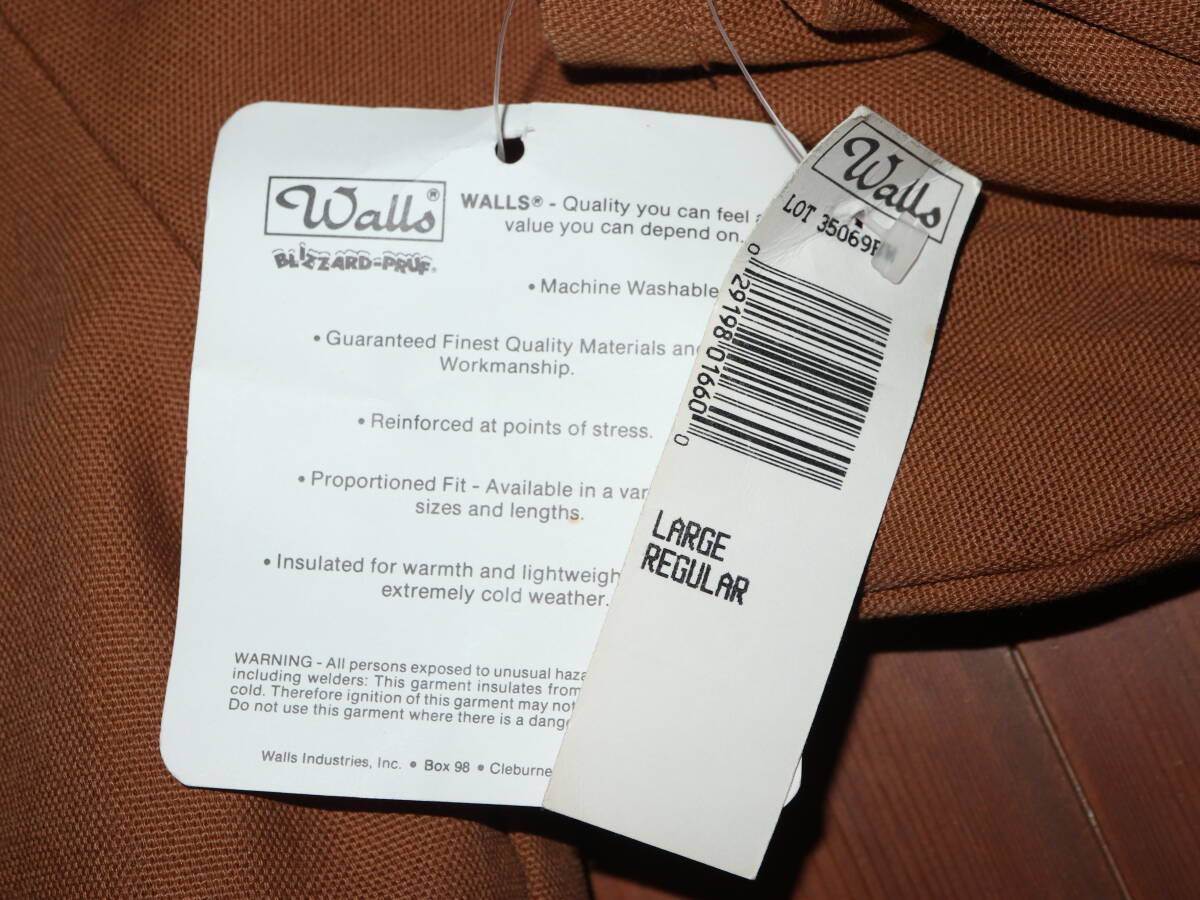 Walls®
BLIZZARD-PRUF®
WALLS® - Quality you can feel
value you can depend on.
• Machine Washable
• Guaranteed Finest Quality Materials and
Workmanship.
• Reinforced at points of stress.
• Proportioned Fit - Available in a
sizes and lengths.
• Insulated for warmth and
extremely cold weather.
WARNING - All persons exposed to unusual
including welders: This garment insulates from
cold. Therefore ignition of this garment may not
Do not use this garment where there is a
Walls Industries, Inc. • Box 98 • Cleburne
Walls
LOT 35069
0 29198 01660 0
LARGE
REGULAR